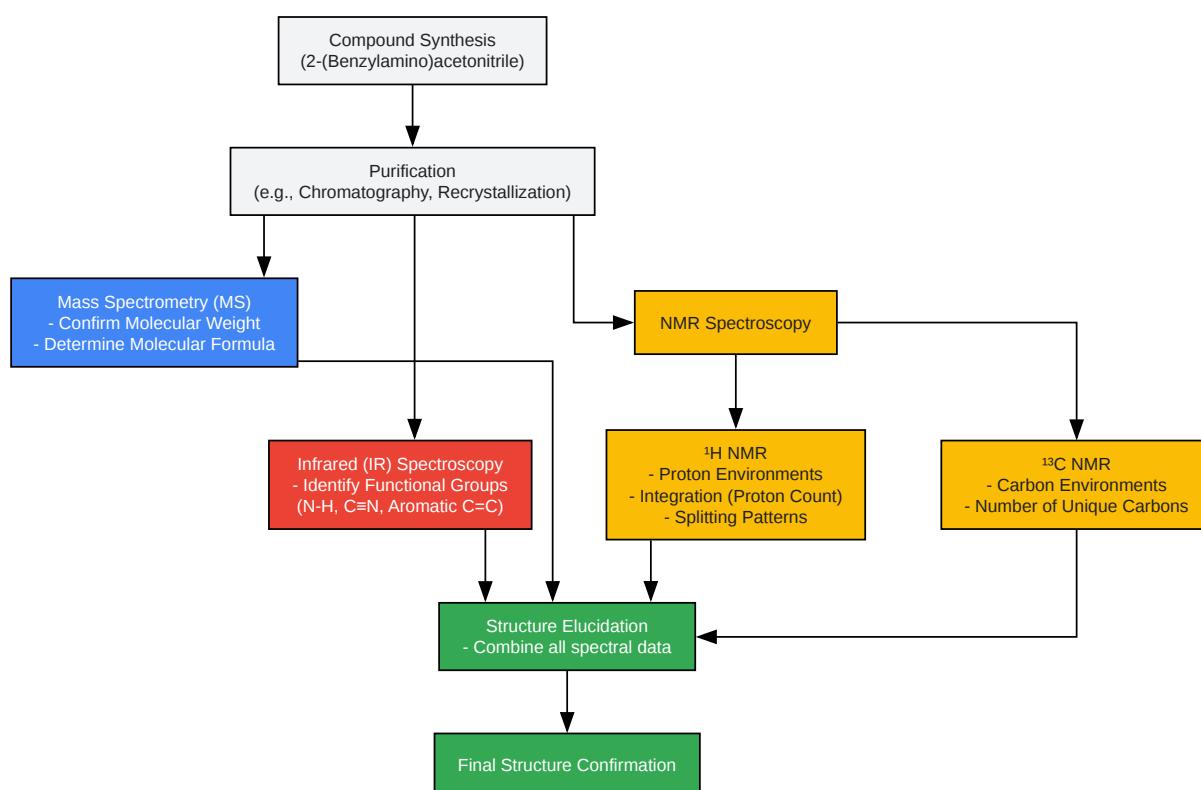 Compound Synthesis
(2-(Benzylamino)acetonitrile)
Purification
(e.g., Chromatography, Recrystallization)
Mass Spectrometry (MS)
- Confirm Molecular Weight
- Determine Molecular Formula
NMR Spectroscopy
Infrared (IR) Spectroscopy
- Identify Functional Groups
(N-H, C≡N, Aromatic C=C)
¹H NMR
- Proton Environments
- Integration (Proton Count)
- Splitting Patterns
¹³C NMR
- Carbon Environments
- Number of Unique Carbons
Structure Elucidation
- Combine all spectral data
Final Structure Confirmation